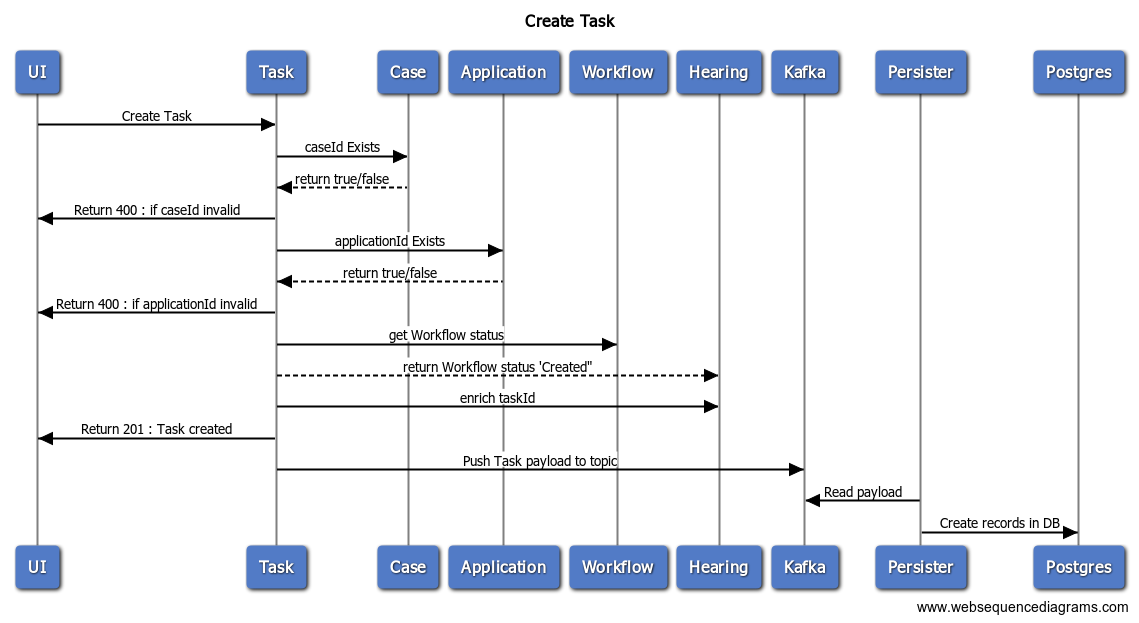 Create Task
UI Task Case Application Workflow Hearing Kafka Persister Postgres
Create Task
caseId Exists
return true/false
Return 400 : if caseId invalid
applicationId Exists
return true/false
Return 400 : if applicationId invalid
get Workflow status
return Workflow status 'Created"
enrich taskId
Return 201 : Task created
Push Task payload to topic
Read payload
Create records in DB
UI Task Case Application Workflow Hearing Kafka Persister Postgres
www.websequencediagrams.com